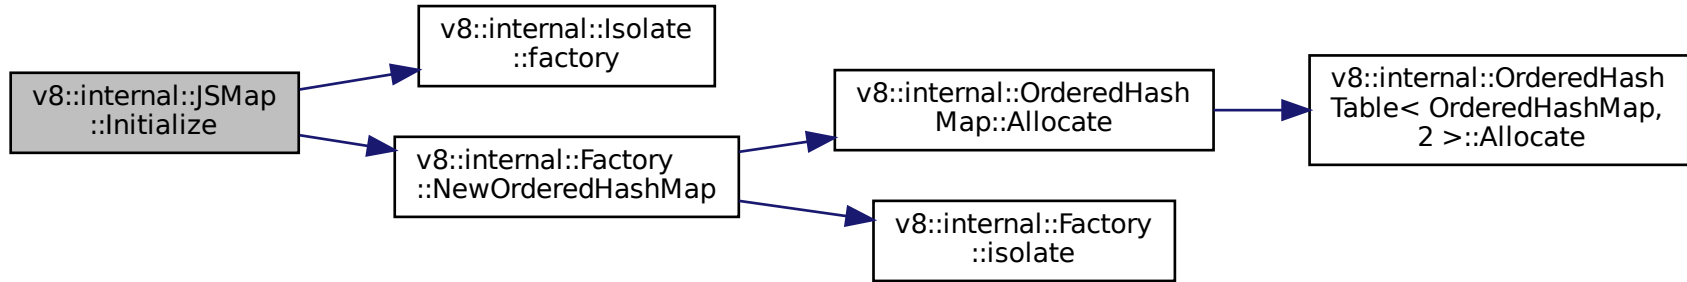 v8::internal::JSMap
::Initialize
v8::internal::Isolate
::factory
v8::internal::Factory
::NewOrderedHashMap
v8::internal::OrderedHash
Map::Allocate
v8::internal::Factory
::isolate
v8::internal::OrderedHash
Table< OrderedHashMap,
2 >::Allocate